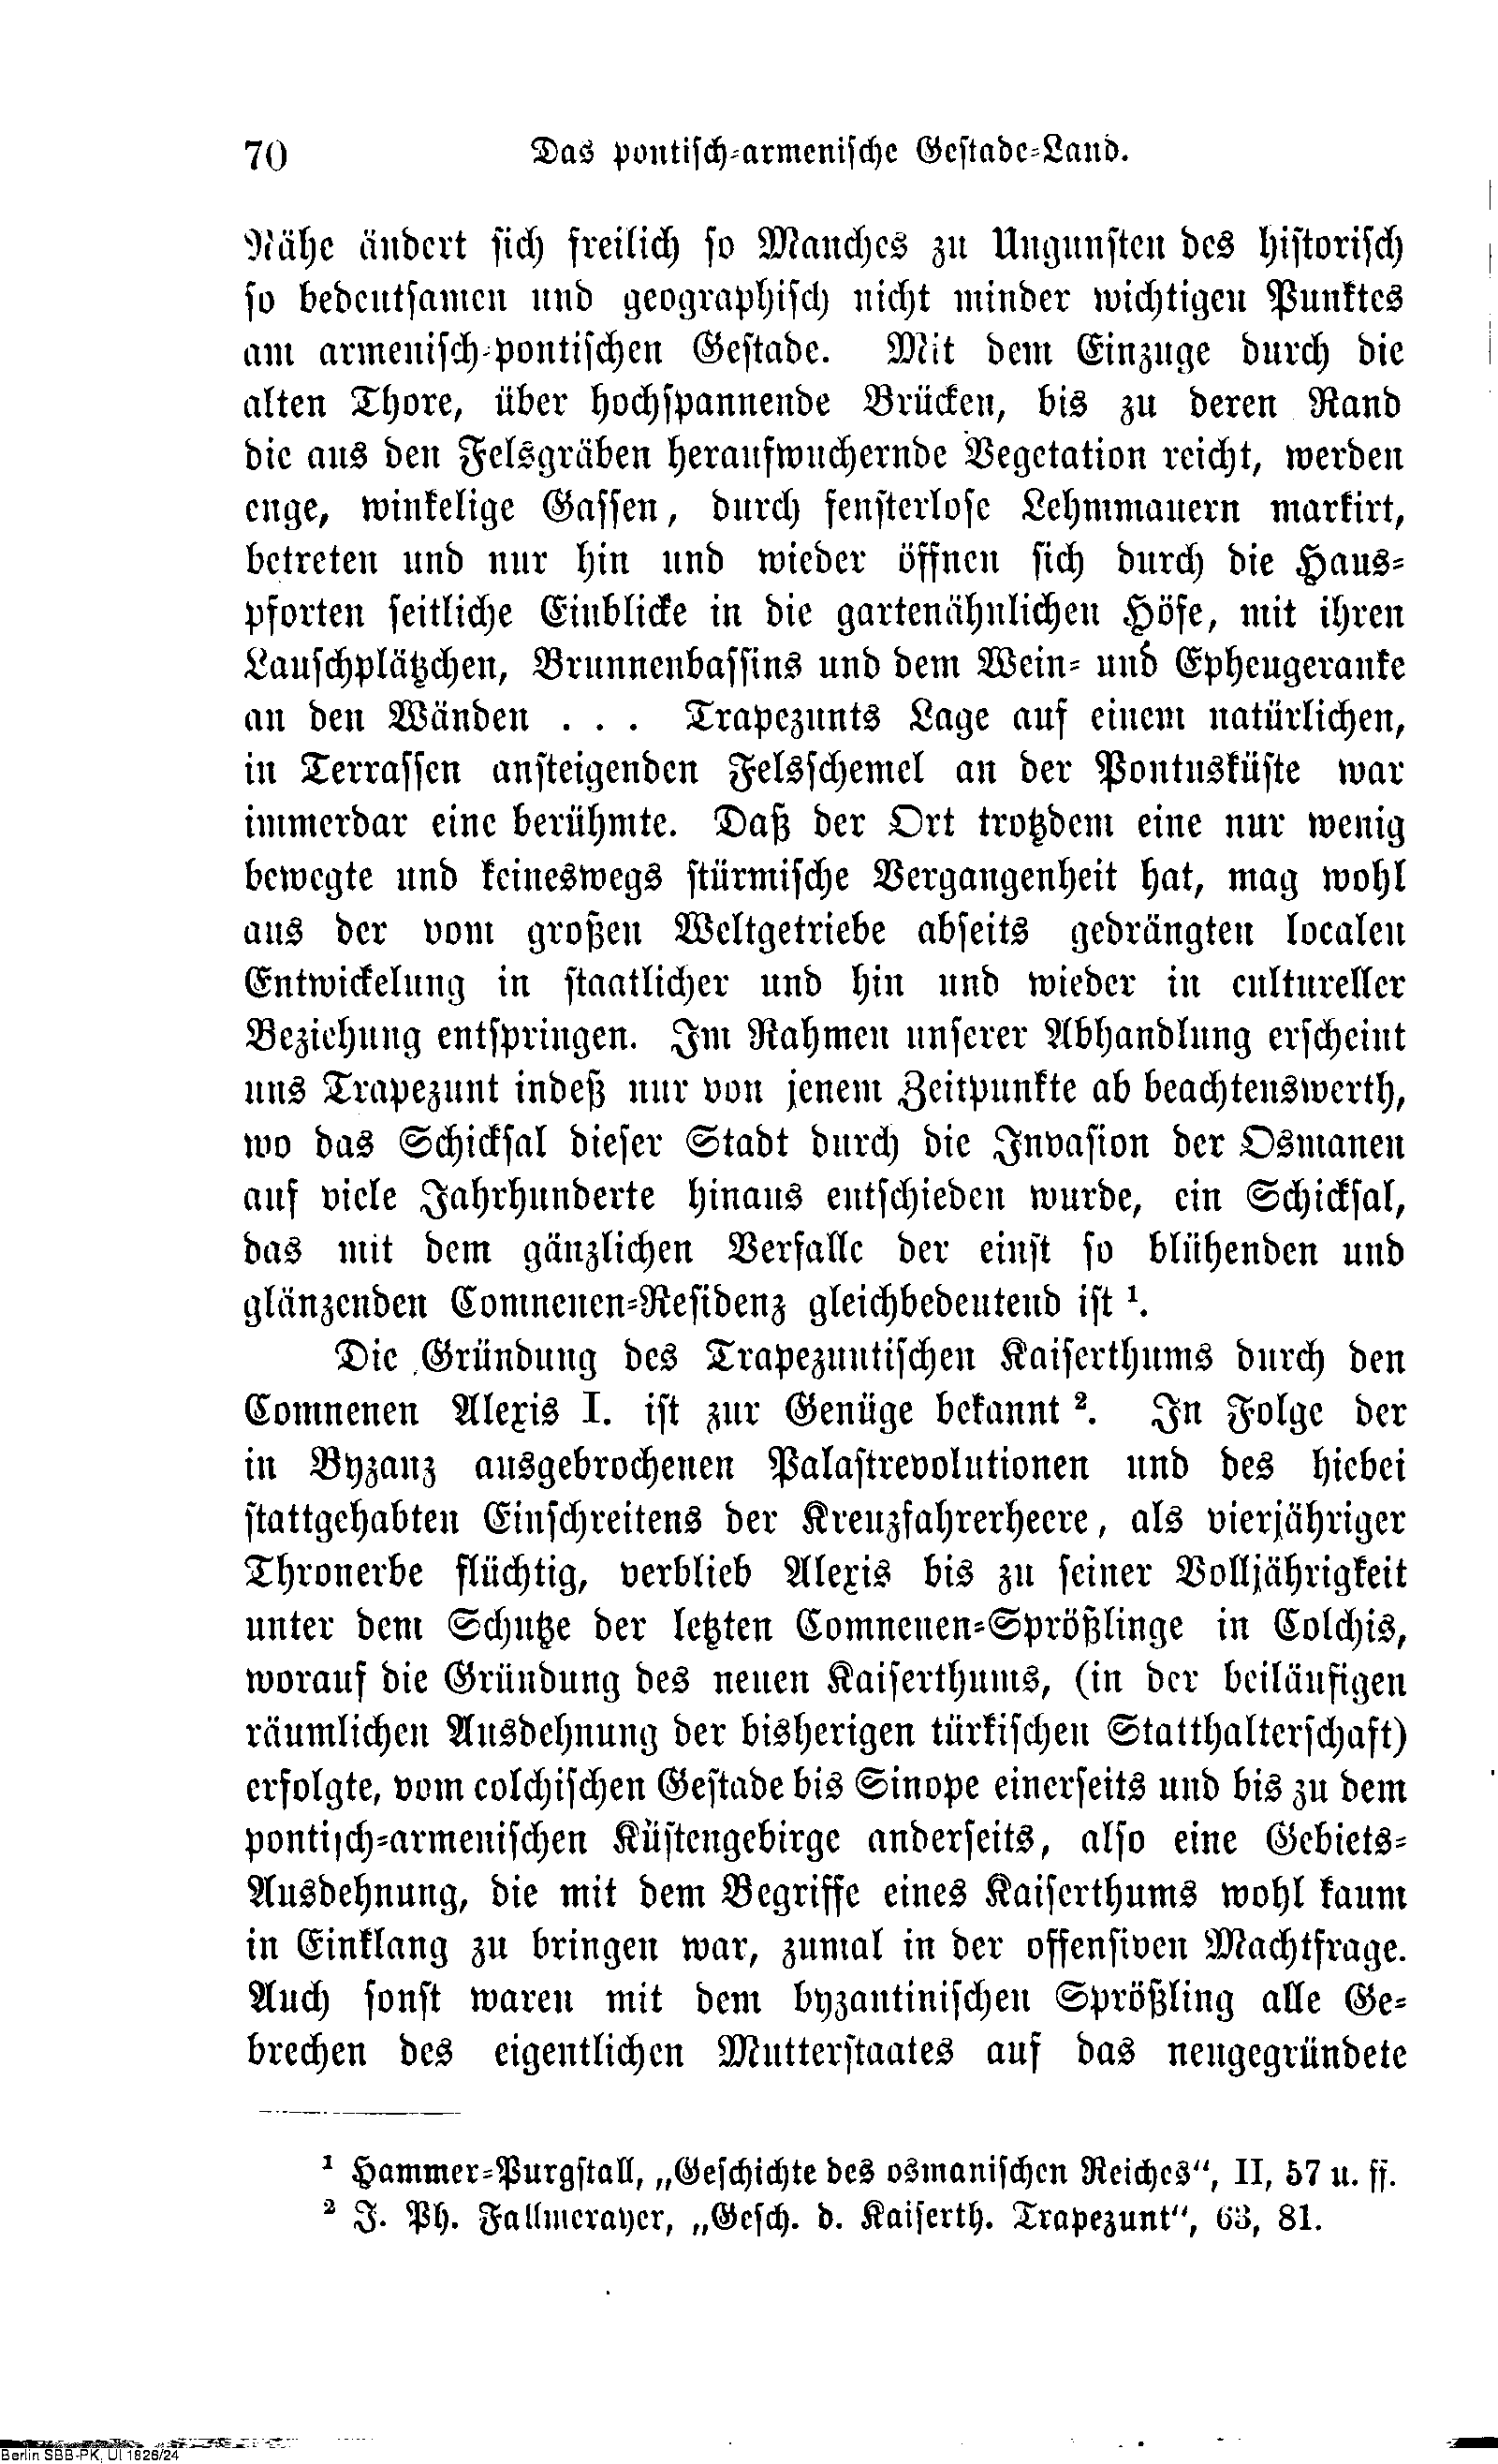 70 Das pontisch-armenische Gestade-Land.
Nähe ändert sich freilich so Manches zu Ungunsten des historisch
so bedeutsamen und geographisch nicht minder wichtigen Punktes
am armenisch-pontischen Gestade. Mit dem Einzuge durch die
alten Thore, über hochspannende Brücken, bis zu deren Rand
die aus den Felsgräben heraufwuchernde Vegetation reicht, werden
enge, winkelige Gassen, durch fensterlose Lehmmauern markirt,
betreten und nur hin und wieder öffnen sich durch die Haus-
pforten seitliche Einblicke in die gartenähnlichen Höfe, mit ihren
Lauschplätzchen, Brunnenbassins und dem Wein- und Epheugeranke
an den Wänden . . . Trapezunts Lage auf einem natürlichen,
in Terrassen ansteigenden Felsschemel an der Pontusküste war
immerdar eine berühmte. Daß der Ort trotzdem eine nur wenig
bewegte und keineswegs stürmische Vergangenheit hat, mag wohl
aus der vom großen Weltgetriebe abseits gedrängten localen
Entwickelung in staatlicher und hin und wieder in cultureller
Beziehung entspringen. Im Rahmen unserer Abhandlung erscheint
uns Trapezunt indeß nur von jenem Zeitpunkte ab beachtenswerth,
wo das Schicksal dieser Stadt durch die Invasion der Osmanen
auf viele Jahrhunderte hinaus entschieden wurde, ein Schicksal,
das mit dem gänzlichen Verfalle der einst so blühenden und
glänzenden Comnenen-Residenz gleichbedeutend ist ¹.
Die Gründung des Trapezuntischen Kaiserthums durch den
Comnenen Alexis I. ist zur Genüge bekannt ². In Folge der
in Byzanz ausgebrochenen Palastrevolutionen und des hiebei
stattgehabten Einschreitens der Kreuzfahrerheere, als vierjähriger
Thronerbe flüchtig, verblieb Alexis bis zu seiner Volljährigkeit
unter dem Schutze der letzten Comnenen-Sprößlinge in Colchis,
worauf die Gründung des neuen Kaiserthums, (in der beiläufigen
räumlichen Ausdehnung der bisherigen türkischen Statthalterschaft)
erfolgte, vom colchischen Gestade bis Sinope einerseits und bis zu dem
pontisch-armenischen Küstengebirge anderseits, also eine Gebiets-
Ausdehnung, die mit dem Begriffe eines Kaiserthums wohl kaum
in Einklang zu bringen war, zumal in der offensiven Machtfrage.
Auch sonst waren mit dem byzantinischen Sprößling alle Ge-
brechen des eigentlichen Mutterstaates auf das neugegründete
¹ Hammer-Purgstall, „Geschichte des osmanischen Reiches“, II, 57 u. ff.
² J. Ph. Fallmerayer, „Gesch. d. Kaiserth. Trapezunt“, 63, 81.
Berlin SBB-PK, UI 1826/24